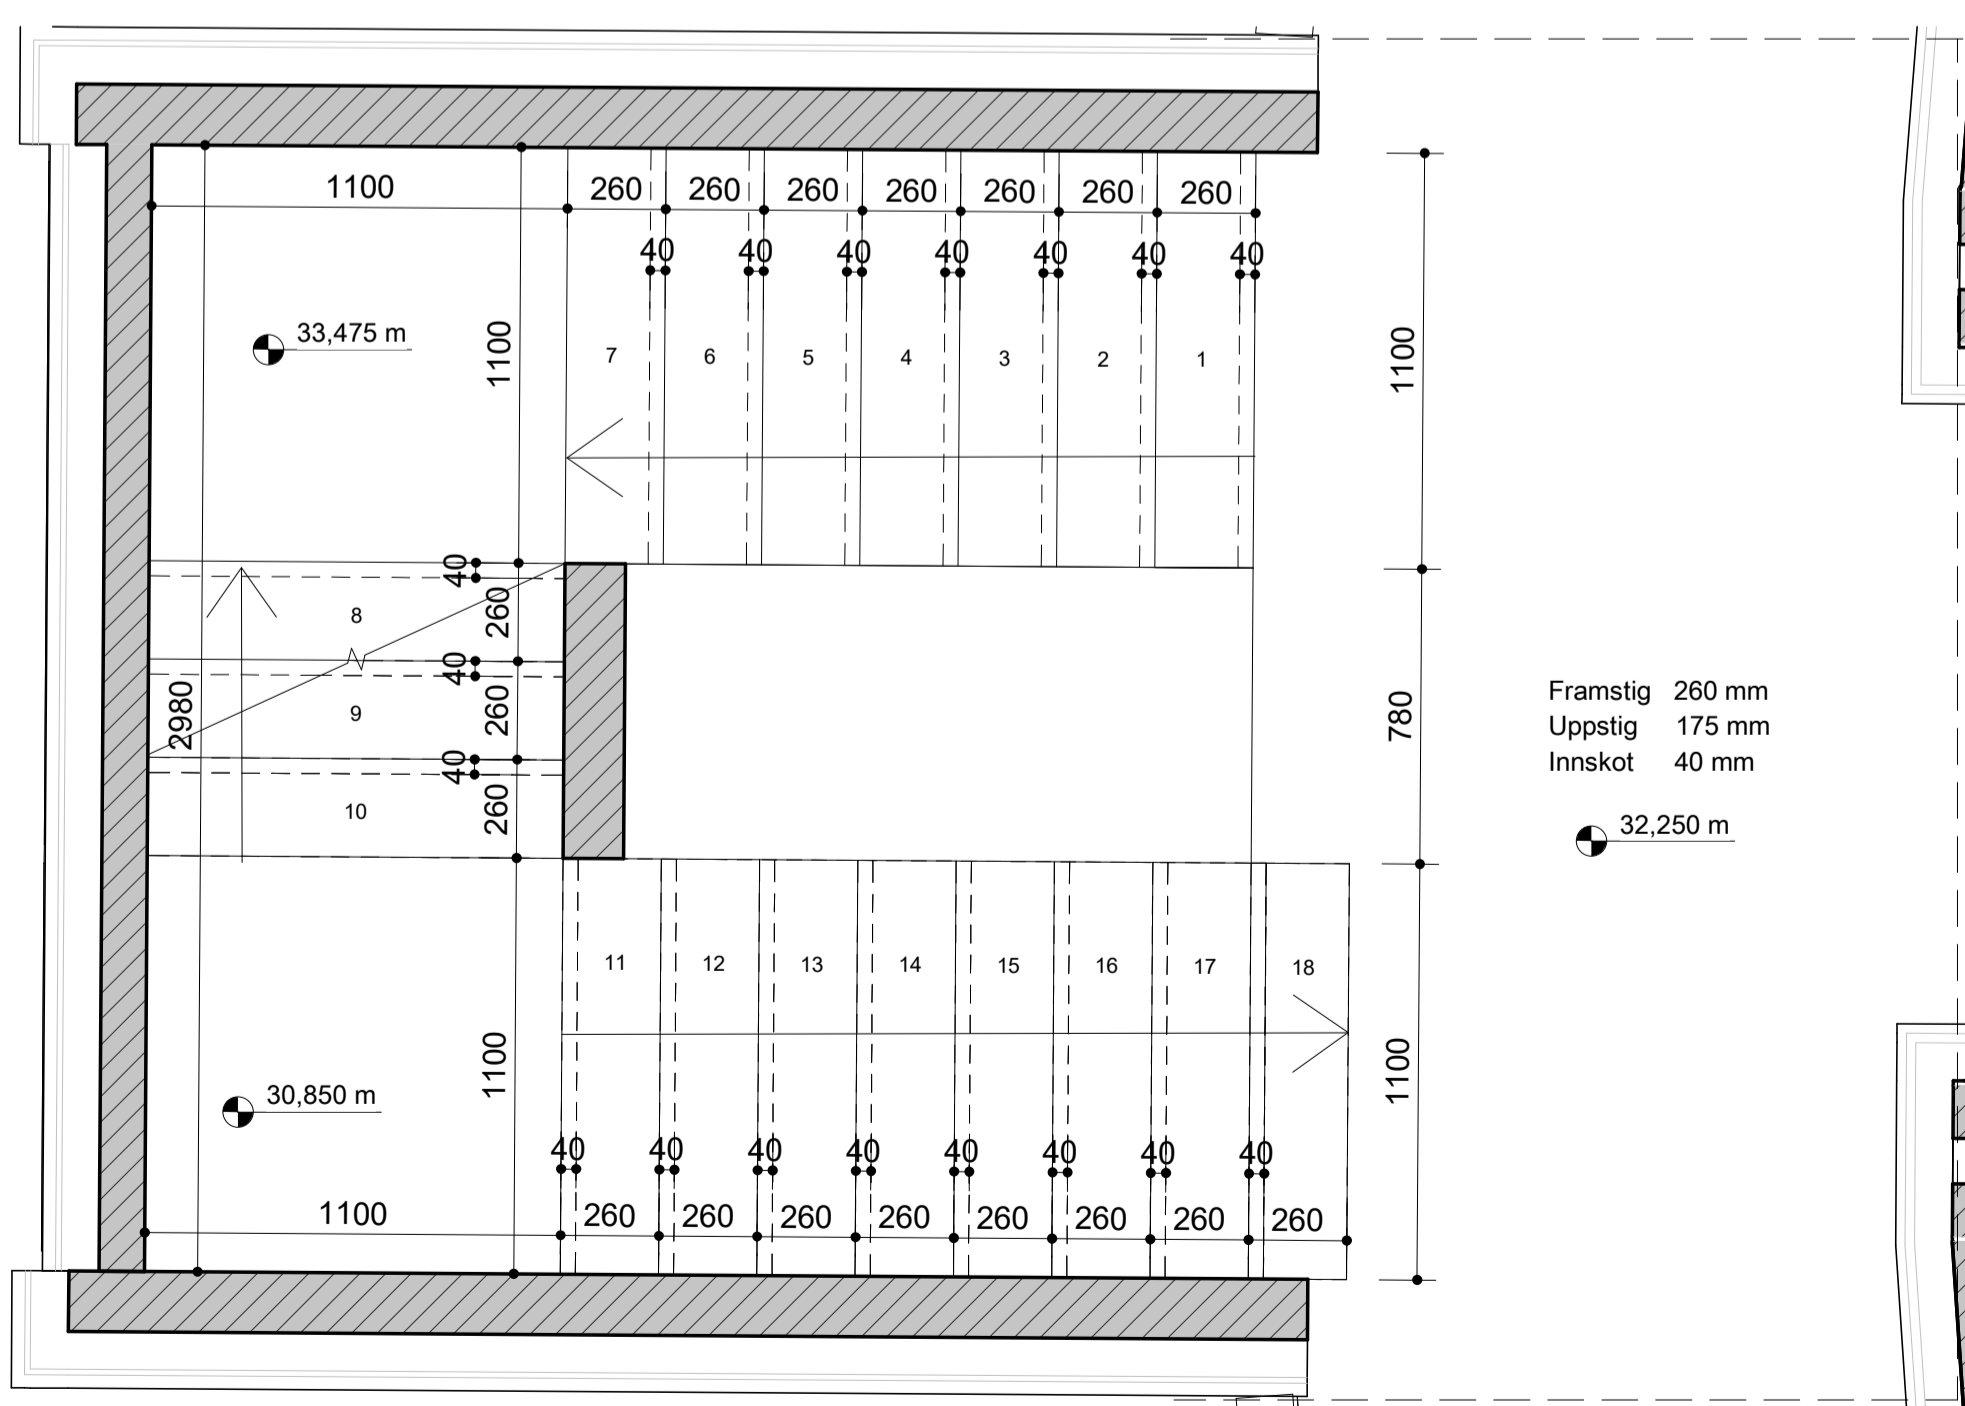 1100 260 260 260 260 260 260 260
40 40 40 40 40 40 40
33,475 m
1100
7 6 5 4 3 2 1
1100
40
8
260
40
9
260
2980
40
10
260
780
Framstig 260 mm
Uppstig 175 mm
Innskot 40 mm
32,250 m
11 12 13 14 15 16 17 18
1100
1100
30,850 m
40 40 40 40 40 40 40 40
1100 260 260 260 260 260 260 260 260